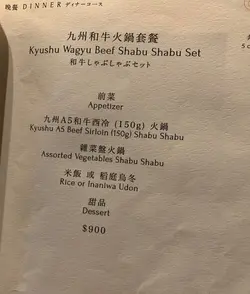 晚餐 DINNER ディナーコース
九州和牛火鍋套餐
Kyushu Wagyu Beef Shabu Shabu Set
和牛しゃぶしゃぶセット
前菜
Appetizer
九州A5和牛西冷 (150g) 火鍋
Kyushu A5 Beef Sirloin (150g) Shabu Shabu
雜菜盤火鍋
Assorted Vegetables Shabu Shabu
米飯 或 稻庭烏冬
Rice or Inaniwa Udon
甜品
Dessert
$900